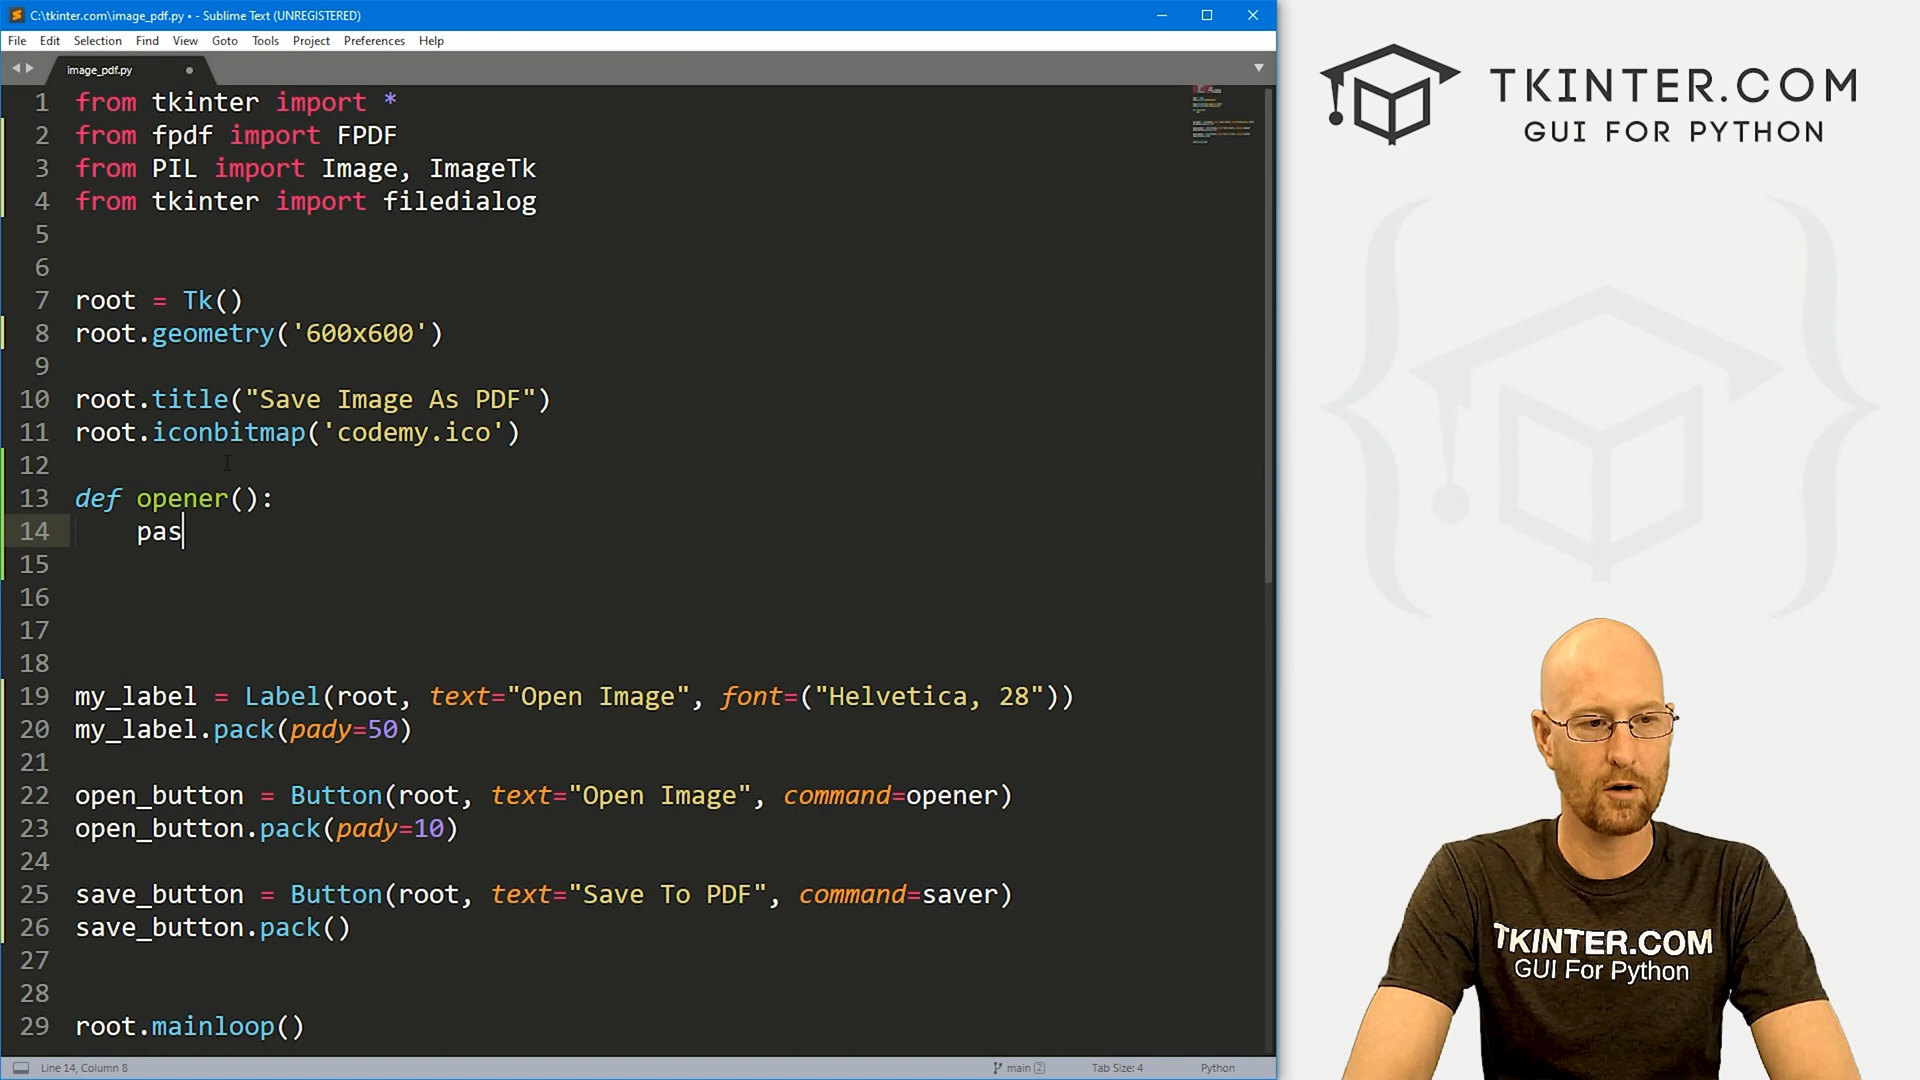 C:\tkinter.com\image_pdf.py • - Sublime Text (UNREGISTERED)
File Edit Selection Find View Goto Tools Project Preferences Help
image_pdf.py
1 from tkinter import *
2 from fpdf import FPDF
3 from PIL import Image, ImageTk
4 from tkinter import filedialog
5
6
7 root = Tk()
8 root.geometry('600x600')
9
10 root.title("Save Image As PDF")
11 root.iconbitmap('codemy.ico')
12
13 def opener():
14 pas
15
16
17
18
19 my_label = Label(root, text="Open Image", font=("Helvetica, 28"))
20 my_label.pack(pady=50)
21
22 open_button = Button(root, text="Open Image", command=opener)
23 open_button.pack(pady=10)
24
25 save_button = Button(root, text="Save To PDF", command=saver)
26 save_button.pack()
27
28
29 root.mainloop()
Line 14, Column 8
main 2
Tab Size: 4
Python
TKINTER.COM
GUI FOR PYTHON
TKINTER.COM
GUI For Python